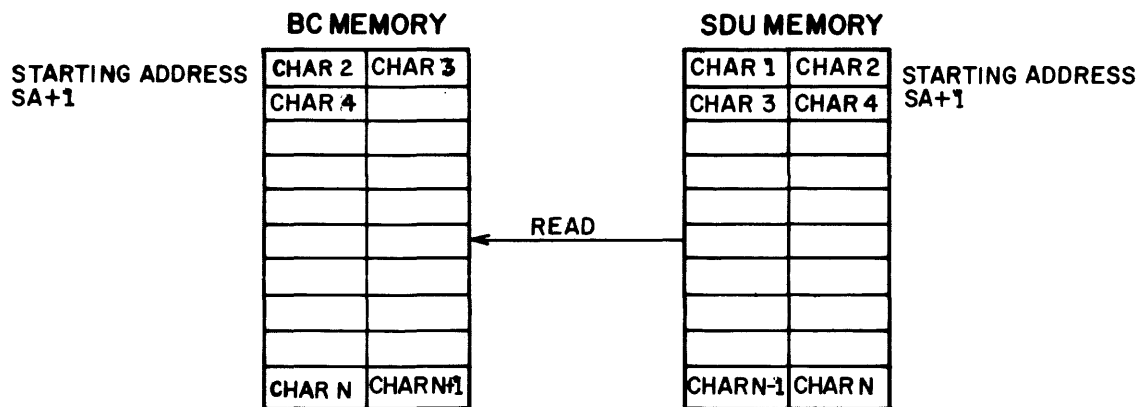 BC MEMORY
SDU MEMORY
STARTING ADDRESS
SA+1
CHAR 2 CHAR 3
CHAR 4
CHAR 1 CHAR 2
CHAR 3 CHAR 4
STARTING ADDRESS
SA+1
READ
CHAR N CHAR N+1
CHAR N-1 CHAR N